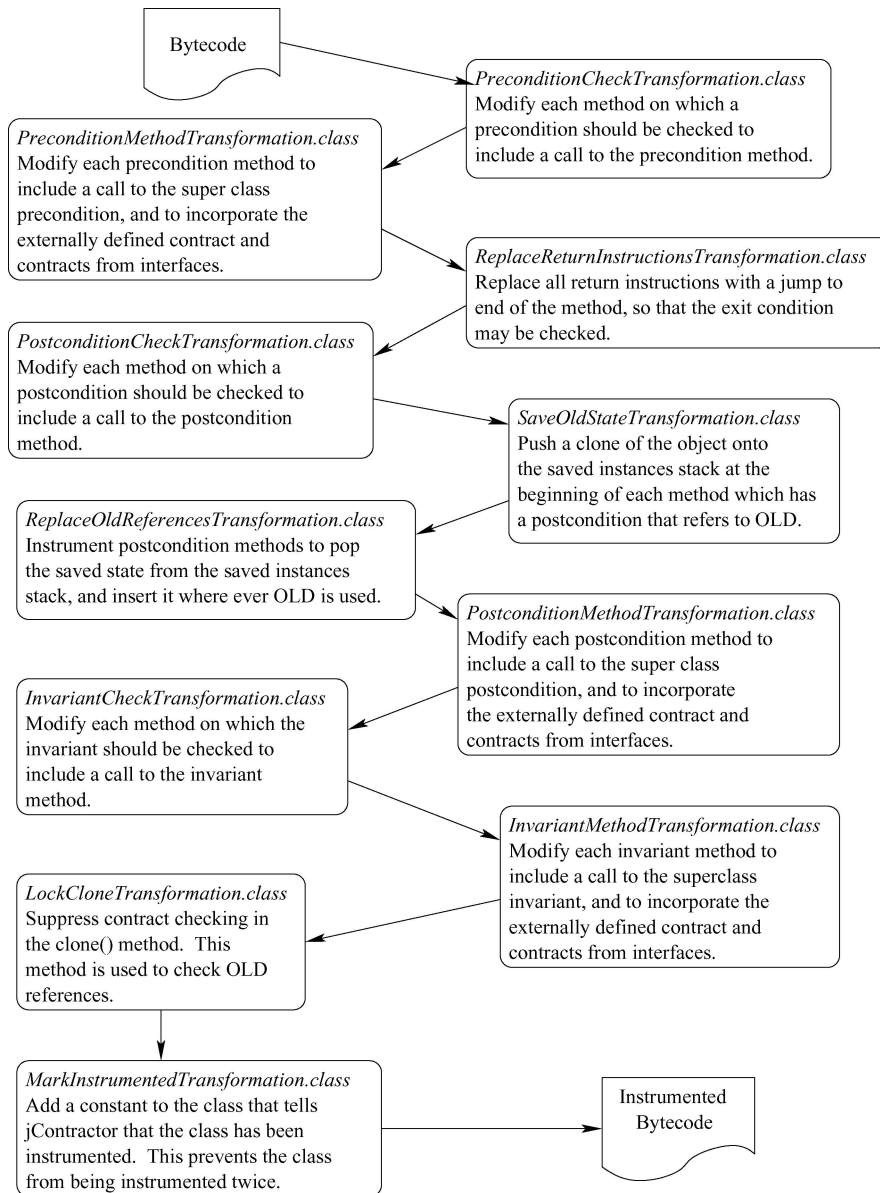 Bytecode
PreconditionCheckTransformation.class
Modify each method on which a
precondition should be checked to
include a call to the precondition method.
PreconditionMethodTransformation.class
Modify each precondition method to
include a call to the super class
precondition, and to incorporate the
externally defined contract and
contracts from interfaces.
ReplaceReturnInstructionsTransformation.class
Replace all return instructions with a jump to
end of the method, so that the exit condition
may be checked.
PostconditionCheckTransformation.class
Modify each method on which a
postcondition should be checked to
include a call to the postcondition
method.
SaveOldStateTransformation.class
Push a clone of the object onto
the saved instances stack at the
beginning of each method which has
a postcondition that refers to OLD.
ReplaceOldReferencesTransformation.class
Instrument postcondition methods to pop
the saved state from the saved instances
stack, and insert it where ever OLD is used.
PostconditionMethodTransformation.class
Modify each postcondition method to
include a call to the super class
postcondition, and to incorporate
the externally defined contract and
contracts from interfaces.
InvariantCheckTransformation.class
Modify each method on which the
invariant should be checked to
include a call to the invariant
method.
InvariantMethodTransformation.class
Modify each invariant method to
include a call to the superclass
invariant, and to incorporate the
externally defined contract and
contracts from interfaces.
LockCloneTransformation.class
Suppress contract checking in
the clone() method. This
method is used to check OLD
references.
MarkInstrumentedTransformation.class
Add a constant to the class that tells
jContractor that the class has been
instrumented. This prevents the class
from being instrumented twice.
Instrumented
Bytecode